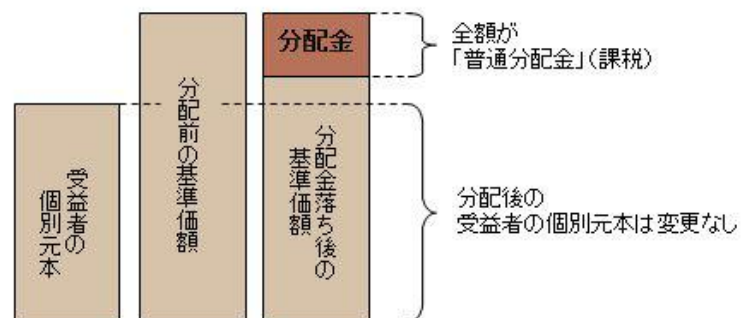 受益者の
個別元本
分配前の基準価額
分配金
分配金落ち後の
基準価額
全額が
「普通分配金」(課税)
分配後の
受益者の個別元本は変更なし